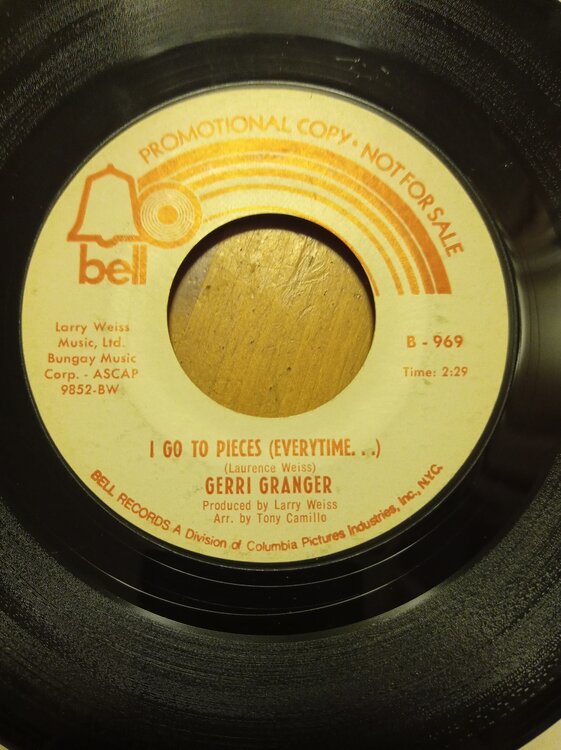 PROMOTIONAL COPY • NOT FOR SALE
bell
Larry Weiss
Music, Ltd.
Bungay Music
Corp. - ASCAP
9852-BW
B - 969
Time: 2:29
I GO TO PIECES (EVERYTIME. . .)
(Laurence Weiss)
GERRI GRANGER
Produced by Larry Weiss
Arr. by Tony Camillo
BELL RECORDS A Division of Columbia Pictures Industries, Inc., N.Y.C.